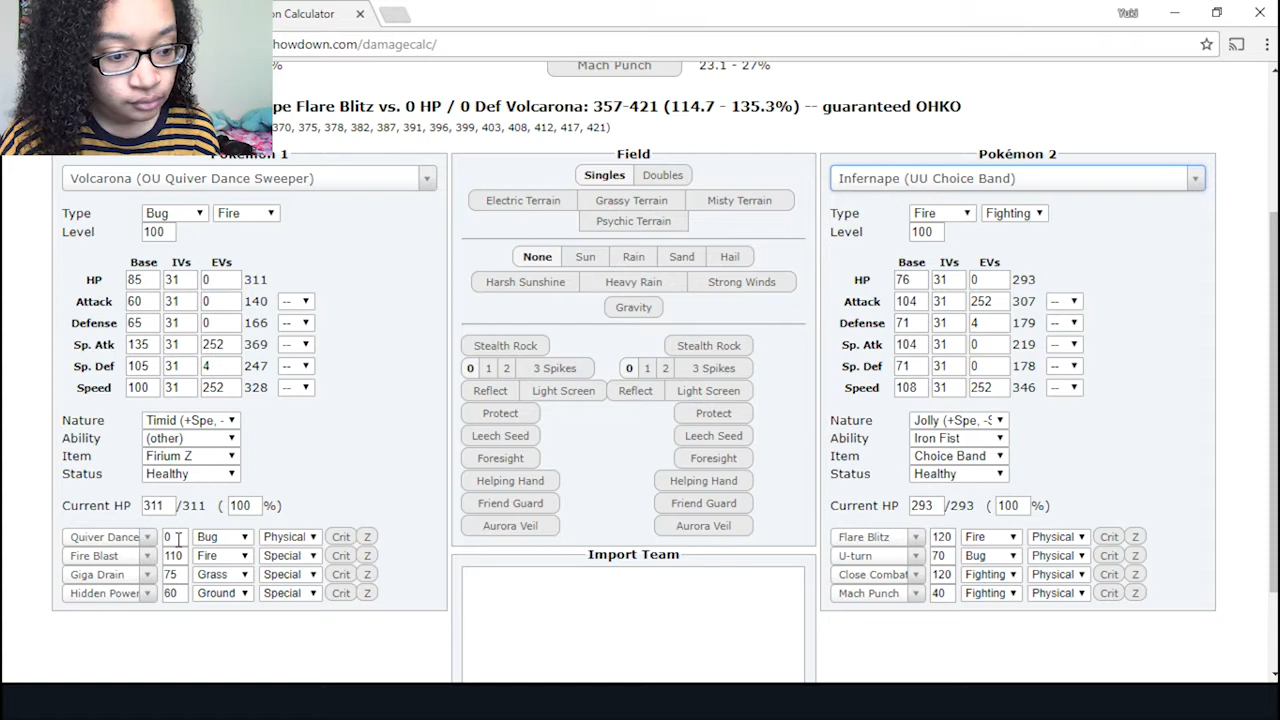 on Calculator
Yuki
howdown.com/damagecalc/
Mach Punch 23.1 - 27%
pe Flare Blitz vs. 0 HP / 0 Def Volcarona: 357-421 (114.7 - 135.3%) -- guaranteed OHKO
370, 375, 378, 382, 387, 391, 396, 399, 403, 408, 412, 417, 421)
Pokémon 1
Volcarona (OU Quiver Dance Sweeper)
Type Bug Fire
Level 100
Base IVs EVs
HP 85 31 0 311
Attack 60 31 0 140 --
Defense 65 31 0 166 --
Sp. Atk 135 31 252 369 --
Sp. Def 105 31 4 247 --
Speed 100 31 252 328 --
Nature Timid (+Spe, -
Ability (other)
Item Firium Z
Status Healthy
Current HP 311 /311 ( 100 %)
Quiver Dance 0 Bug Physical Crit Z
Fire Blast 110 Fire Special Crit Z
Giga Drain 75 Grass Special Crit Z
Hidden Power 60 Ground Special Crit Z
Field
Singles Doubles
Electric Terrain Grassy Terrain Misty Terrain
Psychic Terrain
None Sun Rain Sand Hail
Harsh Sunshine Heavy Rain Strong Winds
Gravity
Stealth Rock Stealth Rock
0 1 2 3 Spikes 0 1 2 3 Spikes
Reflect Light Screen Reflect Light Screen
Protect Protect
Leech Seed Leech Seed
Foresight Foresight
Helping Hand Helping Hand
Friend Guard Friend Guard
Aurora Veil Aurora Veil
Import Team
Pokémon 2
Infernape (UU Choice Band)
Type Fire Fighting
Level 100
Base IVs EVs
HP 76 31 0 293
Attack 104 31 252 307 --
Defense 71 31 4 179 --
Sp. Atk 104 31 0 219 --
Sp. Def 71 31 0 178 --
Speed 108 31 252 346 --
Nature Jolly (+Spe, -S
Ability Iron Fist
Item Choice Band
Status Healthy
Current HP 293 /293 ( 100 %)
Flare Blitz 120 Fire Physical Crit Z
U-turn 70 Bug Physical Crit Z
Close Combat 120 Fighting Physical Crit Z
Mach Punch 40 Fighting Physical Crit Z